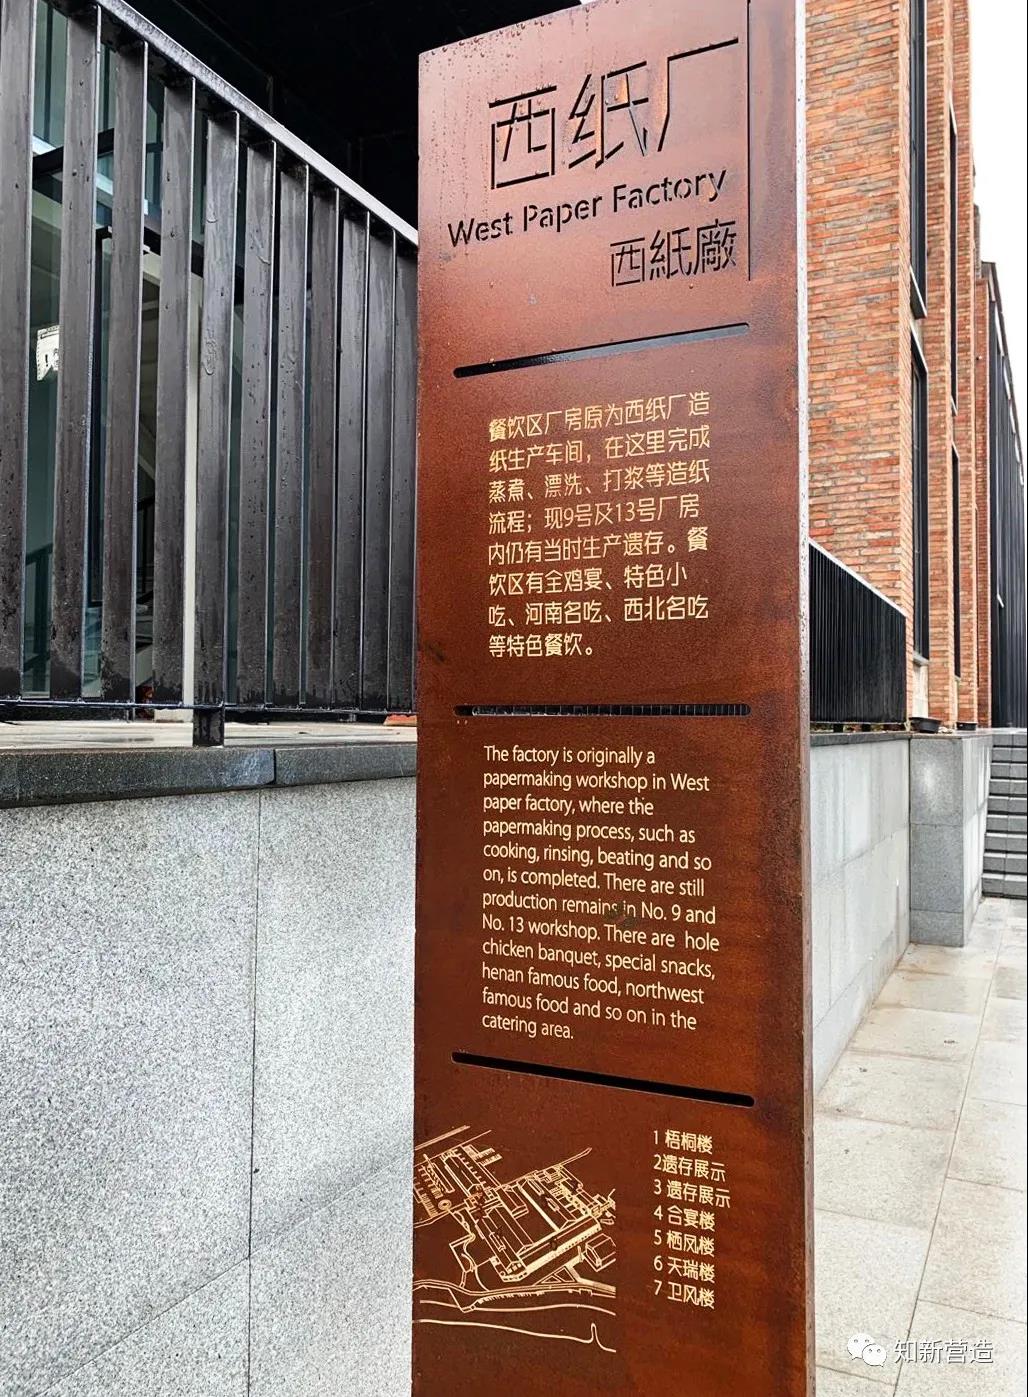 西纸厂
West Paper Factory
西紙廠
餐饮区厂房原为西纸厂造
纸生产车间，在这里完成
蒸煮、漂洗、打浆等造纸
流程；现9号及13号厂房
内仍有当时生产遗存。餐
饮区有全鸡宴、特色小
吃、河南名吃、西北名吃
等特色餐饮。
The factory is originally a
papermaking workshop in West
paper factory, where the
papermaking process, such as
cooking, rinsing, beating and so
on, is completed. There are still
production remains in No. 9 and
No. 13 workshop. There are hole
chicken banquet, special snacks,
henan famous food, northwest
famous food and so on in the
catering area.
1 梧桐楼
2遗存展示
3 遗存展示
4 合宴楼
5 栖凤楼
6 天瑞楼
7 卫风楼
知新营造